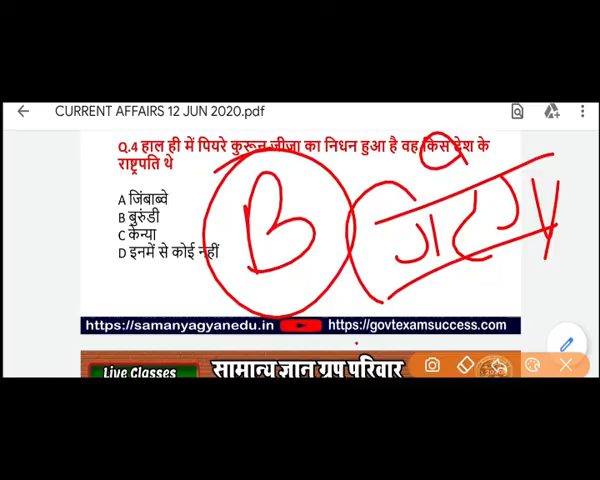 CURRENT AFFAIRS 12 JUN 2020.pdf
Q.4 हाल ही में पियरे कुरून जीजा का निधन हुआ है वह किस देश के
राष्ट्रपति थे
A जिंबाब्वे
B बुरुंडी
C केन्या
D इनमें से कोई नहीं
B
https://samanyagyanedu.in
https://govtexamsuccess.com
Live Classes
सामान्य ज्ञान ग्रुप परिवार